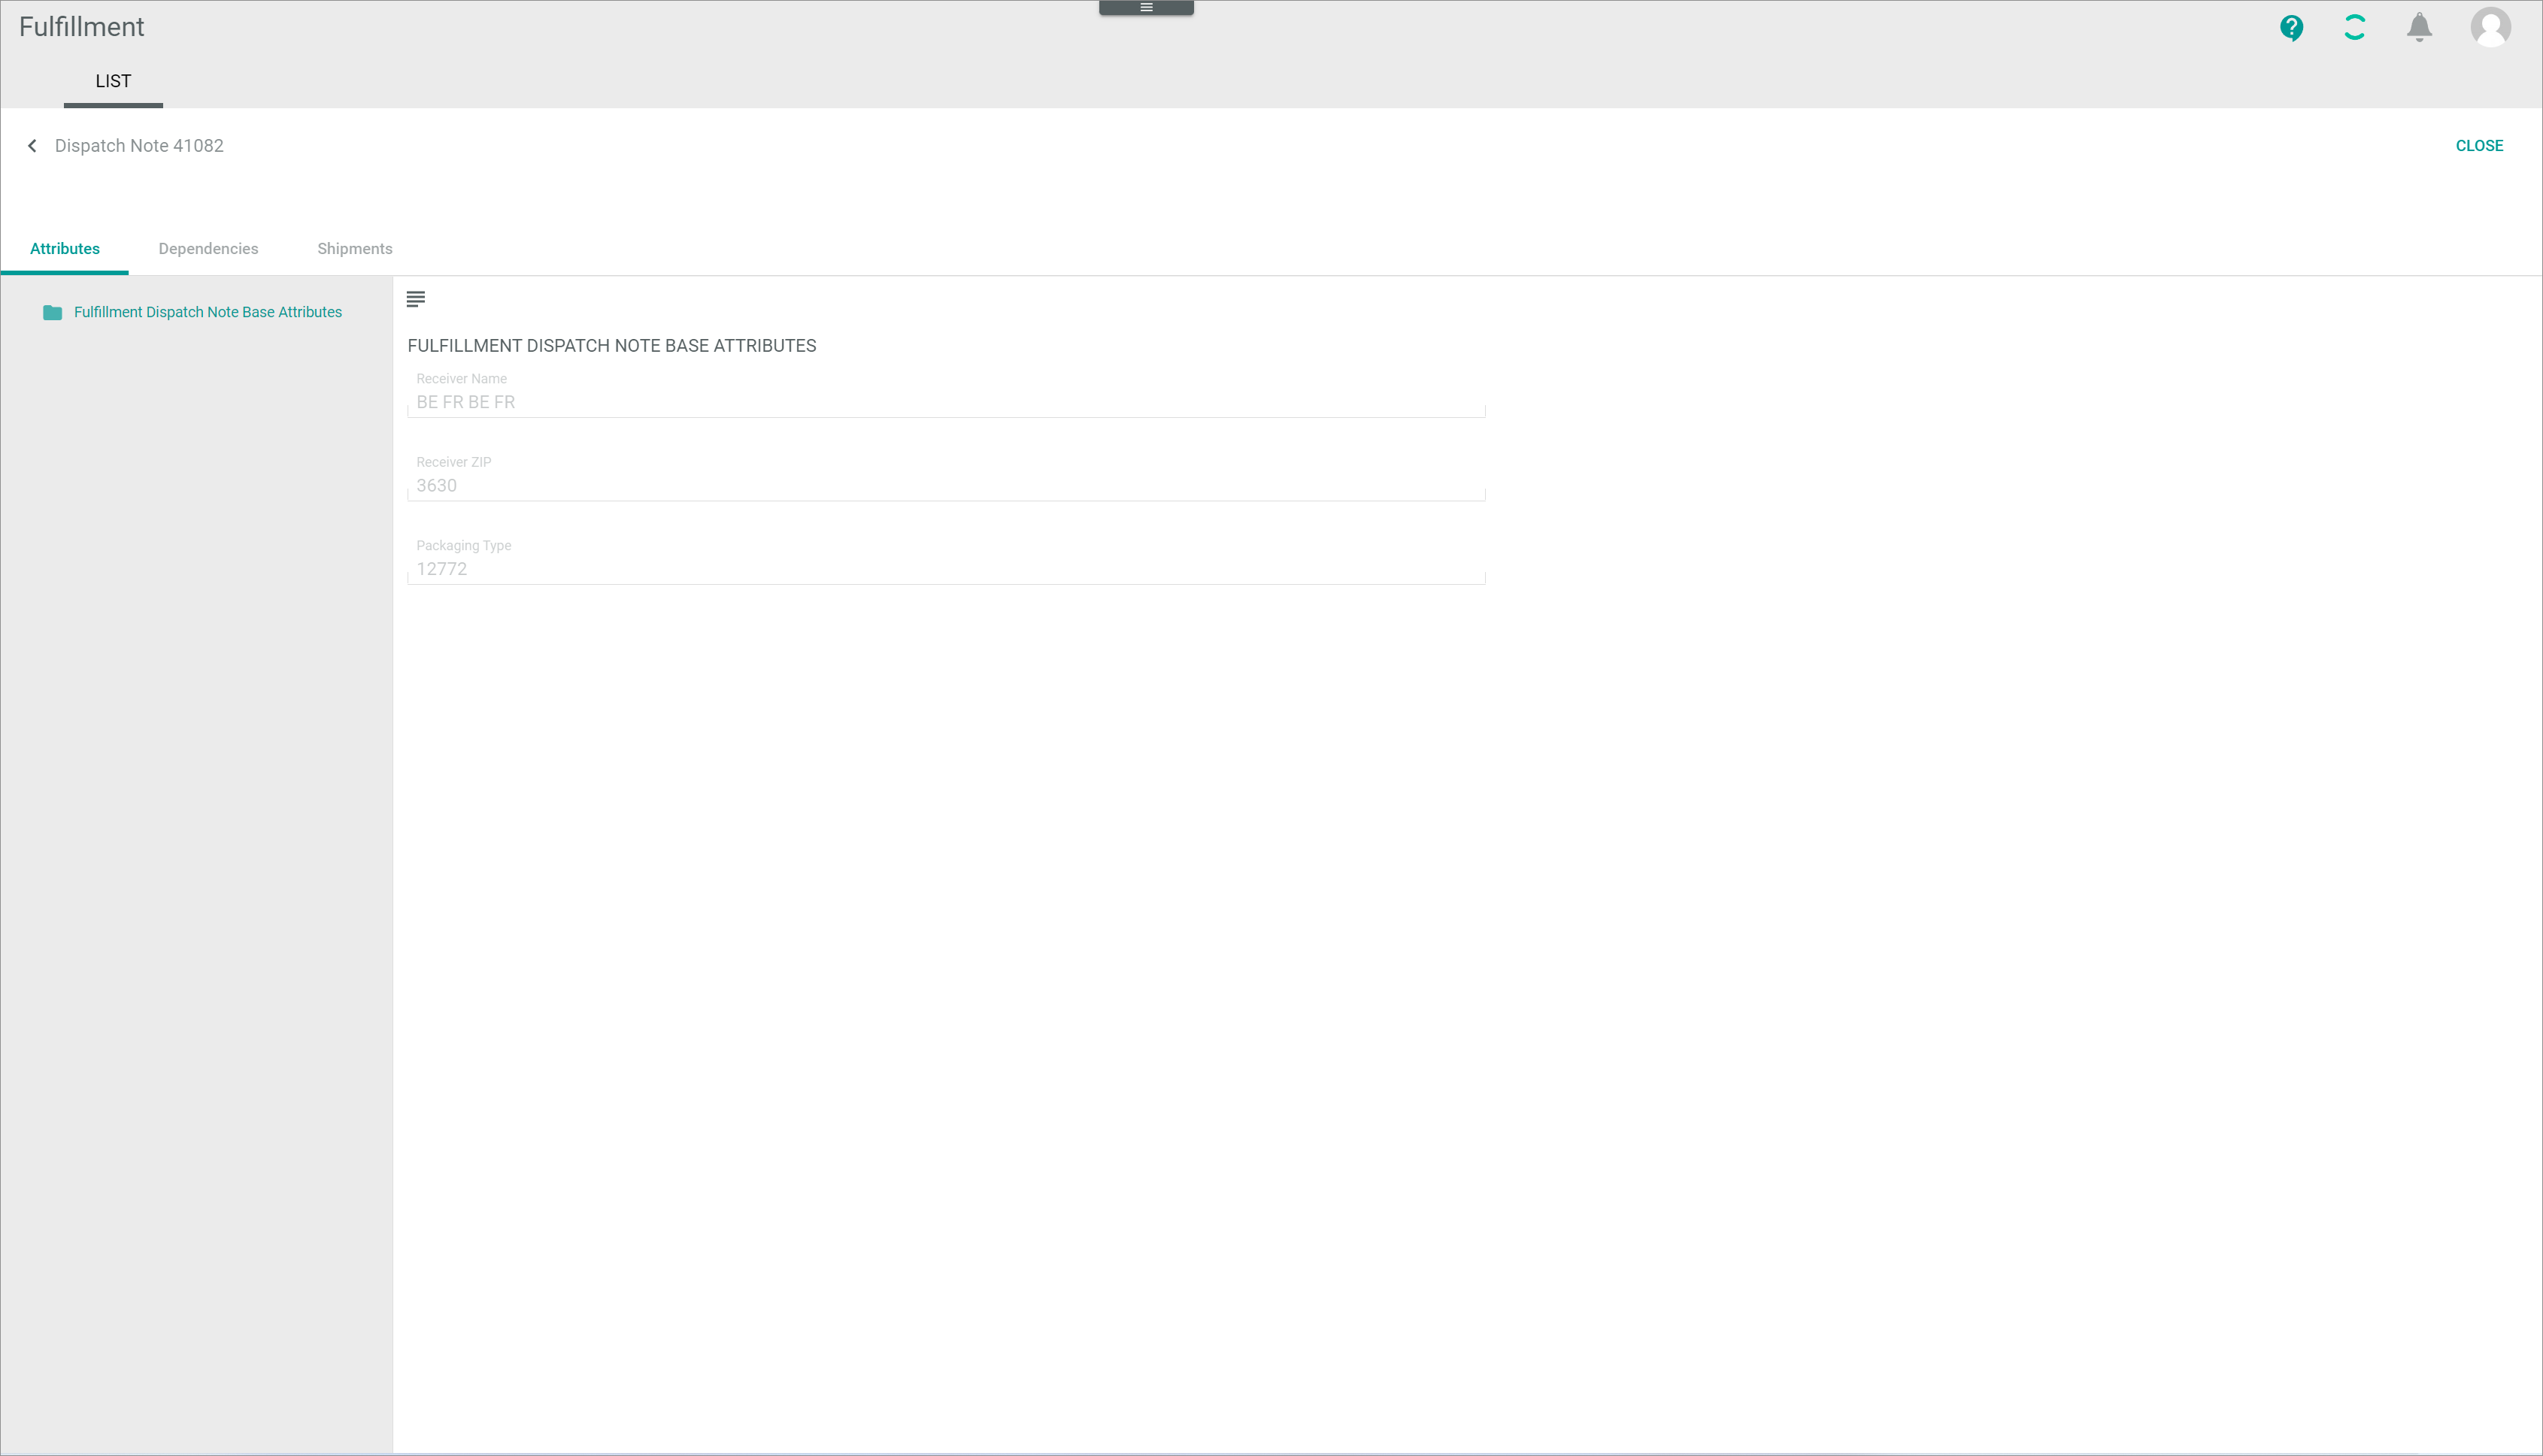 Fulfillment
LIST
Dispatch Note 41082
CLOSE
Attributes
Dependencies
Shipments
Fulfillment Dispatch Note Base Attributes
FULFILLMENT DISPATCH NOTE BASE ATTRIBUTES
Receiver Name
BE FR BE FR
Receiver ZIP
3630
Packaging Type
12772